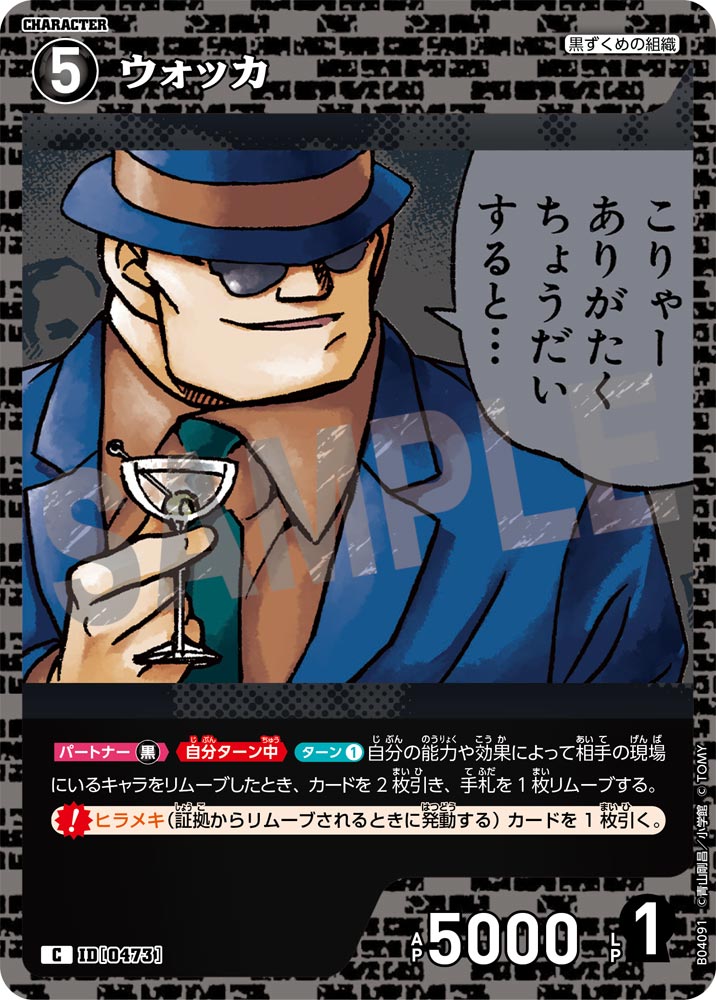 CHARACTER
黒ずくめの組織
5 ウォッカ
こりゃー
ありがたく
ちょうだい
すると…
SAMPLE
パートナー 黒 自分ターン中 ターン1 自分の能力や効果によって相手の現場
にいるキャラをリムーブしたとき、カードを2枚引き、手札を1枚リムーブする。
ヒラメキ(証拠からリムーブされるときに発動する) カードを1枚引く。
C ID[0473]
AP 5000 LP 1
B04091 ©青山剛昌/小学館 ©TOMY